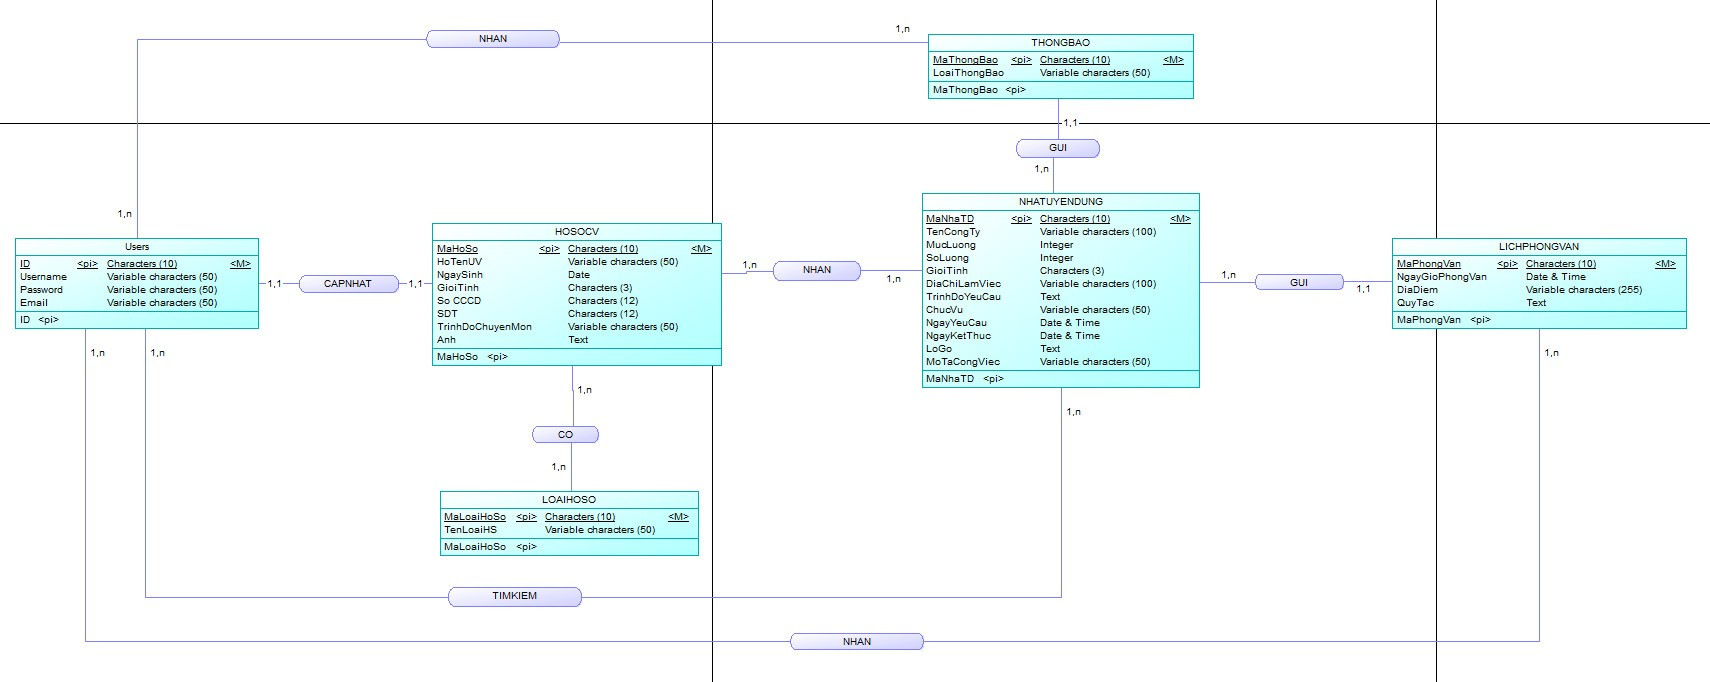 NHAN
1,n
THONGBAO
MaThongBao <pi> Characters (10) <M>
LoaiThongBao Variable characters (50)
MaThongBao <pi>
1,1
GUI
1,n
1,n
Users
ID <pi> Characters (10) <M>
Username Variable characters (50)
Password Variable characters (50)
Email Variable characters (50)
ID <pi>
1,1
CAPNHAT
1,1
HOSOCV
MaHoSo <pi> Characters (10) <M>
HoTenUV Variable characters (50)
NgaySinh Date
GioiTinh Characters (3)
So CCCD Characters (12)
SDT Characters (12)
TrinhDoChuyenMon Variable characters (50)
Anh Text
MaHoSo <pi>
1,n
NHAN
1,n
NHATUYENDUNG
MaNhaTD <pi> Characters (10) <M>
TenCongTy Variable characters (100)
MucLuong Integer
SoLuong Integer
GioiTinh Characters (3)
DiaChiLamViec Variable characters (100)
TrinhDoYeuCau Text
ChucVu Variable characters (50)
NgayYeuCau Date & Time
NgayKetThuc Date & Time
LoGo Text
MoTaCongViec Variable characters (50)
MaNhaTD <pi>
1,n
GUI
1,1
LICHPHONGVAN
MaPhongVan <pi> Characters (10) <M>
NgayGioPhongVan Date & Time
DiaDiem Variable characters (255)
QuyTac Text
MaPhongVan <pi>
1,n
1,n
1,n
1,n
1,n
CO
1,n
LOAIHOSO
MaLoaiHoSo <pi> Characters (10) <M>
TenLoaiHS Variable characters (50)
MaLoaiHoSo <pi>
TIMKIEM
NHAN